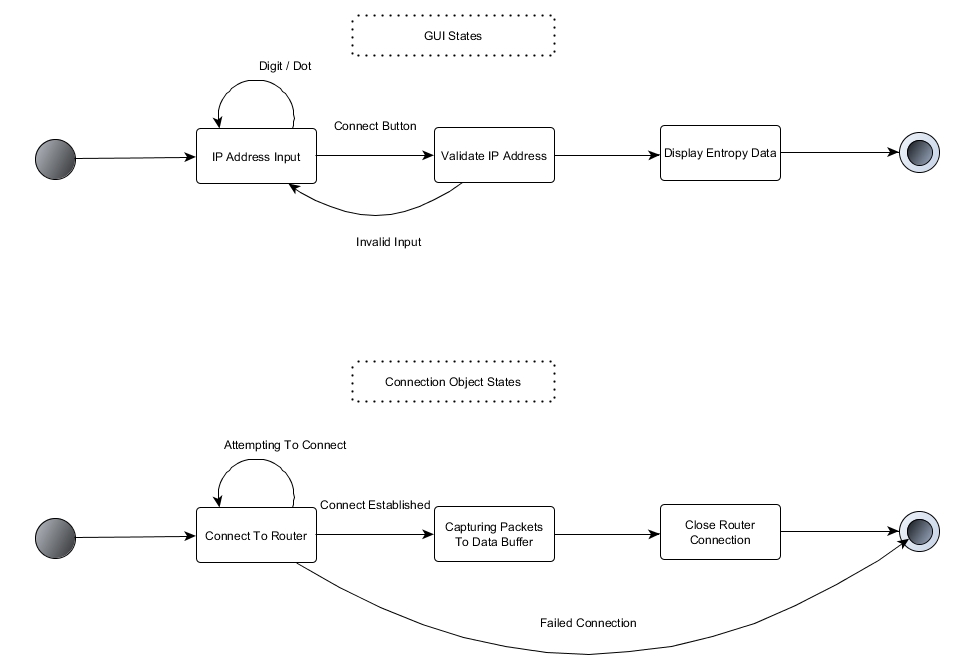 GUI States
Digit / Dot
Connect Button
IP Address Input
Validate IP Address
Display Entropy Data
Invalid Input
Connection Object States
Attempting To Connect
Connect Established
Connect To Router
Capturing Packets
To Data Buffer
Close Router
Connection
Failed Connection